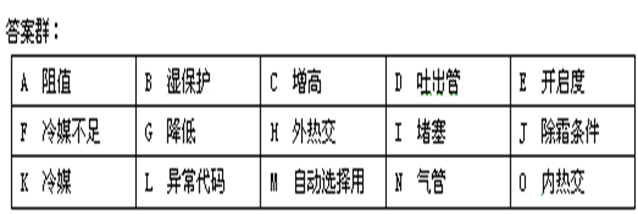 答案群：
A 阻值 B 湿保护 C 增高 D 吐出管 E 开启度
F 冷媒不足 G 降低 H 外热交 I 堵塞 J 除霜条件
K 冷媒 L 异常代码 M 自动选择用 N 气管 O 内热交